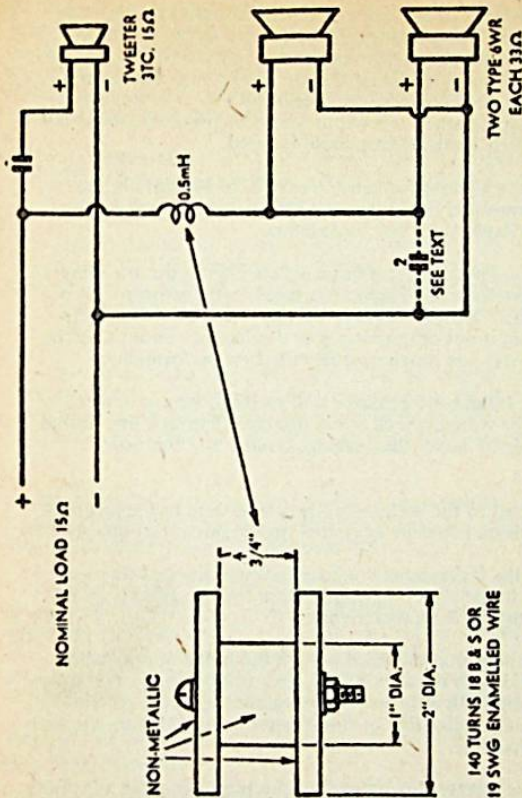 TWEETER
3TC. 15Ω
+
-
NOMINAL LOAD 15Ω
+
-
0.5mH
+
-
+
-
2
SEE TEXT
TWO TYPE 6WR
EACH 33Ω
NON-METALLIC
3/4"
1" DIA.
2" DIA.
140 TURNS 18 B & S OR
19 SWG ENAMELLED WIRE